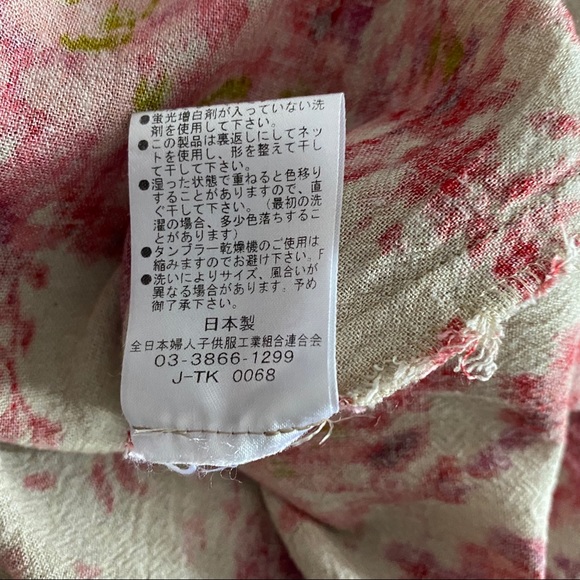 ●蛍光増白剤が入っていない洗
剤を使用して下さい。
●この製品は裏返しにしてネッ
トを使用し、形を整えて干し
て干して下さい。
●湿った状態で重ねると色移り
することがありますので、直
ぐ干して下さい。（最初の洗
濯の場合、多少色落ちするこ
とがあります）
●タンブラー乾燥機のご使用は
縮みますのでお避け下さい。F
●洗いによりサイズ、風合いが
異なる場合があります。予め
御了承下さい。
日本製
全日本婦人子供服工業組合連合会
03-3866-1299
J-TK 0068